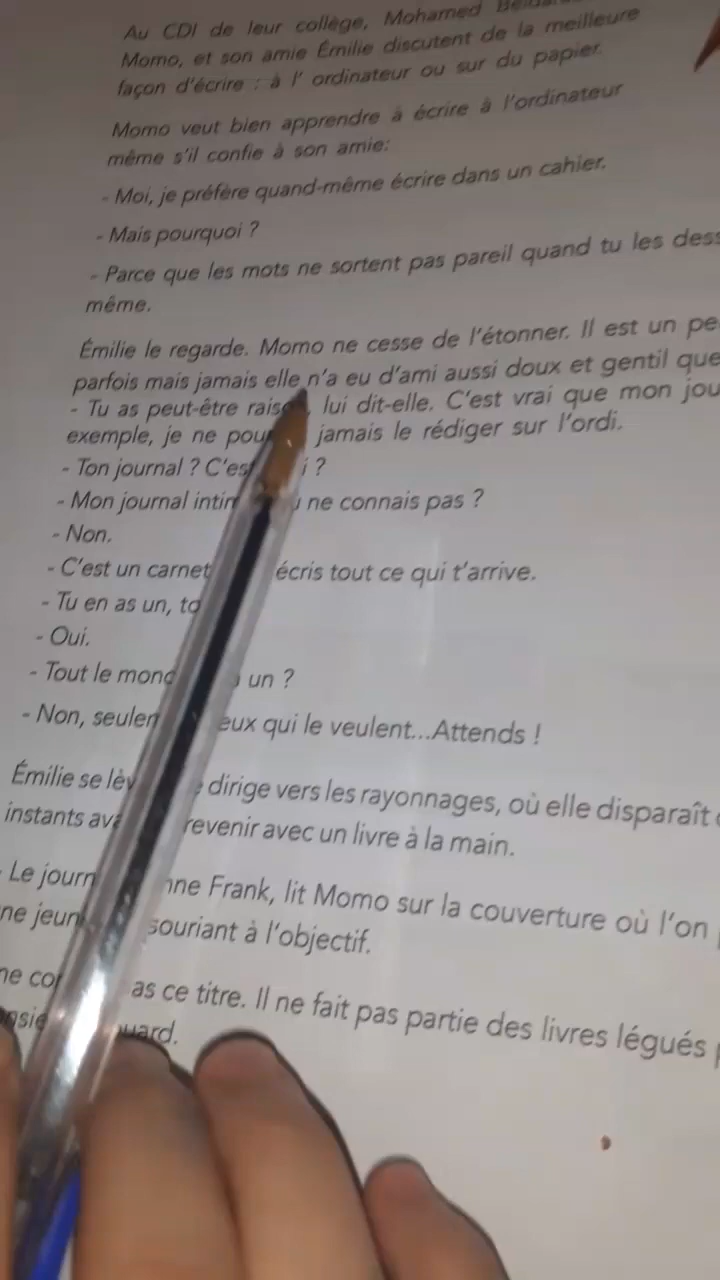 Au CDI de leur collège, Mohamed
Momo, et son amie Émilie discutent de la meilleure
façon d'écrire : à l' ordinateur ou sur du papier.
Momo veut bien apprendre à écrire à l'ordinateur
même s'il confie à son amie:
- Moi, je préfère quand-même écrire dans un cahier.
- Mais pourquoi ?
- Parce que les mots ne sortent pas pareil quand tu les
même.
Émilie le regarde. Momo ne cesse de l'étonner. Il est un
parfois mais jamais elle n'a eu d'ami aussi doux et gentil que
- Tu as peut-être lui dit-elle. C'est vrai que mon
exemple, je ne jamais le rédiger sur l'ordi.
- Ton journal ? ?
- Mon journal ne connais pas ?
- Non.
- C'est un carnet écris tout ce qui t'arrive.
- Tu en as un,
- Oui.
- Tout le un ?
- Non, qui le veulent...Attends !
Émilie se dirige vers les rayonnages, où elle disparaît
instants revenir avec un livre à la main.
Le Frank, lit Momo sur la couverture où l'on
souriant à l'objectif.
ce titre. Il ne fait pas partie des livres légués